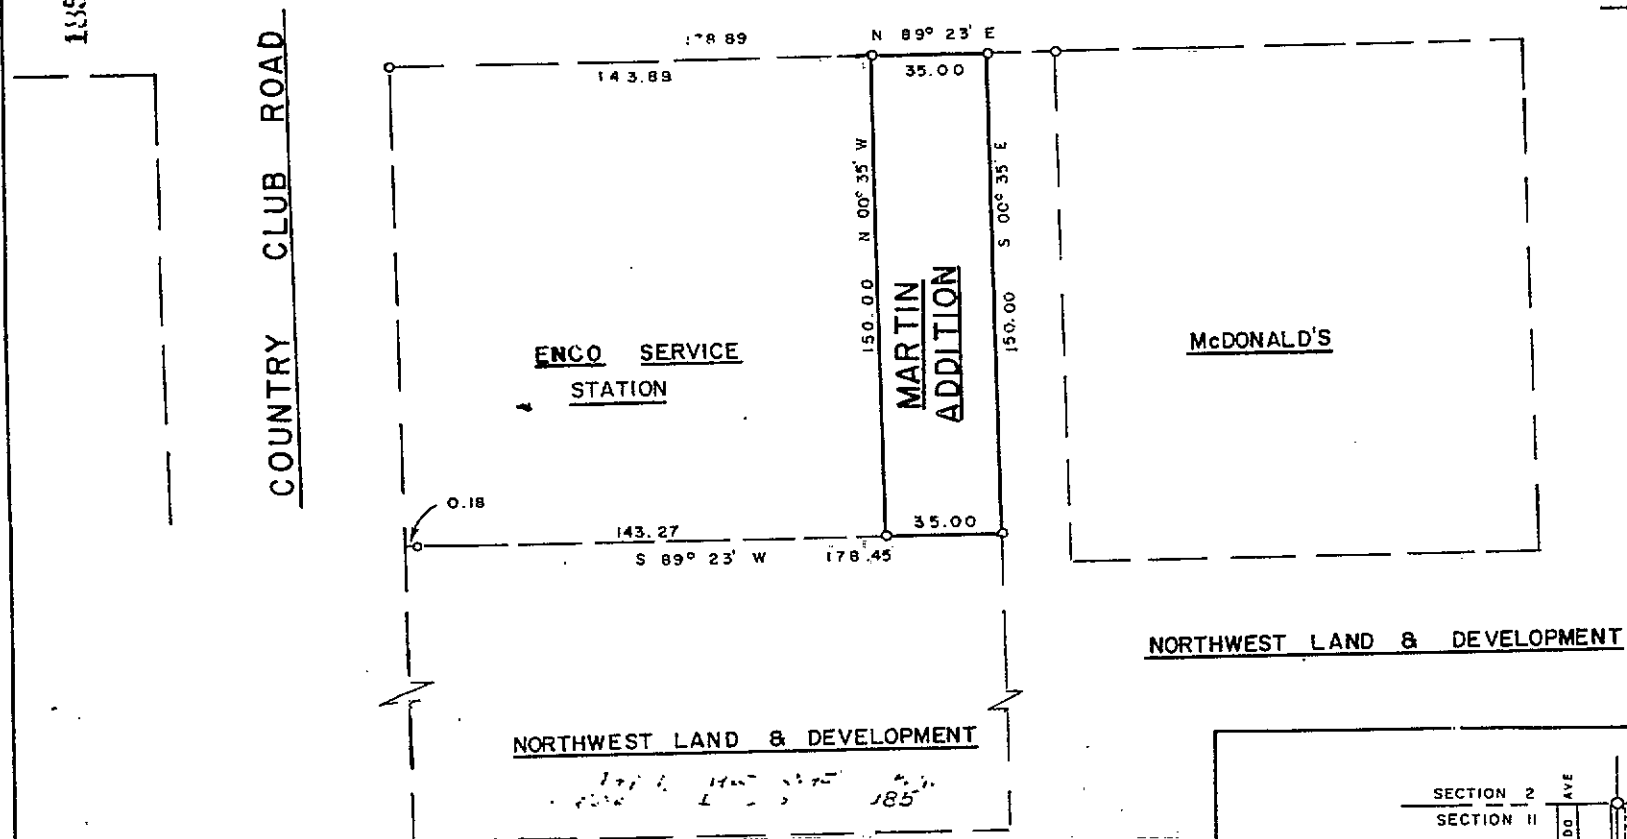 COUNTRY CLUB ROAD
178.89
N 89° 23' E
143.89
35.00
N 00° 35' W
150.00
S 00° 35' E
150.00
MARTIN
ADDITION
ENCO SERVICE
STATION
McDONALD'S
0.18
143.27
35.00
S 89° 23' W
178.45
NORTHWEST LAND & DEVELOPMENT
NORTHWEST LAND & DEVELOPMENT
185
SECTION 2
SECTION 11
AVE